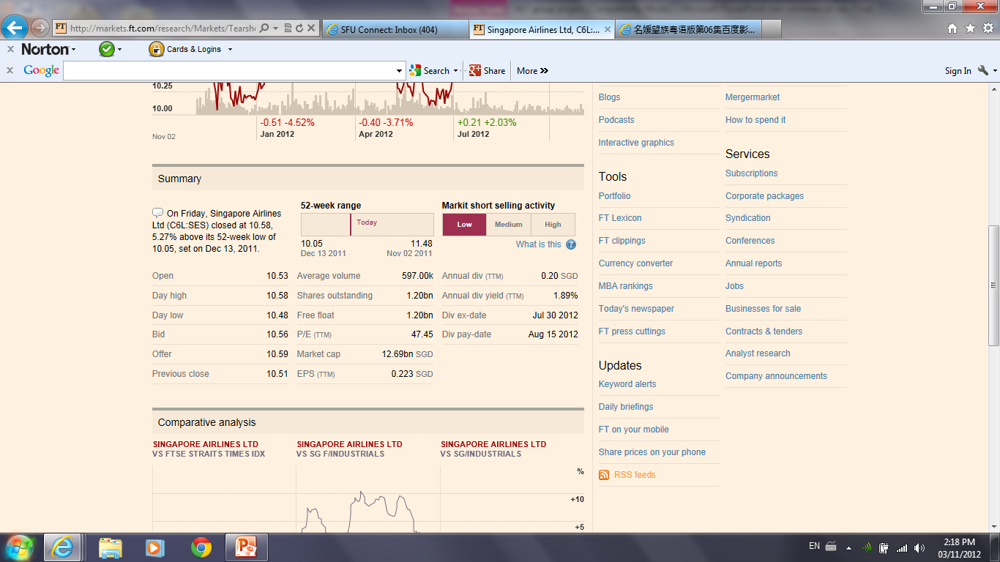 http://markets.ft.com/research/Markets/Tearsh
SFU Connect: Inbox (404)
Singapore Airlines Ltd, C6L:...
名媛望族粤语版第06集百度影...
x Norton
Cards & Logins
x Google
Search
Share
More »
Sign In
10.25
10.00
-0.51 -4.52%
-0.40 -3.71%
+0.21 +2.03%
Nov 02
Jan 2012
Apr 2012
Jul 2012
Summary
On Friday, Singapore Airlines
Ltd (C6L:SES) closed at 10.58,
5.27% above its 52-week low of
10.05, set on Dec 13, 2011.
52-week range
Today
10.05 11.48
Dec 13 2011 Nov 02 2011
Markit short selling activity
Low Medium High
What is this ?
Open 10.53
Day high 10.58
Day low 10.48
Bid 10.56
Offer 10.59
Previous close 10.51
Average volume 597.00k
Shares outstanding 1.20bn
Free float 1.20bn
P/E (TTM) 47.45
Market cap 12.69bn SGD
EPS (TTM) 0.223 SGD
Annual div (TTM) 0.20 SGD
Annual div yield (TTM) 1.89%
Div ex-date Jul 30 2012
Div pay-date Aug 15 2012
Comparative analysis
SINGAPORE AIRLINES LTD
VS FTSE STRAITS TIMES IDX
SINGAPORE AIRLINES LTD
VS SG F/INDUSTRIALS
SINGAPORE AIRLINES LTD
VS SG/INDUSTRIALS
%
+10
+5
Blogs
Podcasts
Interactive graphics
Tools
Portfolio
FT Lexicon
FT clippings
Currency converter
MBA rankings
Today's newspaper
FT press cuttings
Updates
Keyword alerts
Daily briefings
FT on your mobile
Share prices on your phone
RSS feeds
Mergermarket
How to spend it
Services
Subscriptions
Corporate packages
Syndication
Conferences
Annual reports
Jobs
Businesses for sale
Contracts & tenders
Analyst research
Company announcements
EN
2:18 PM
03/11/2012